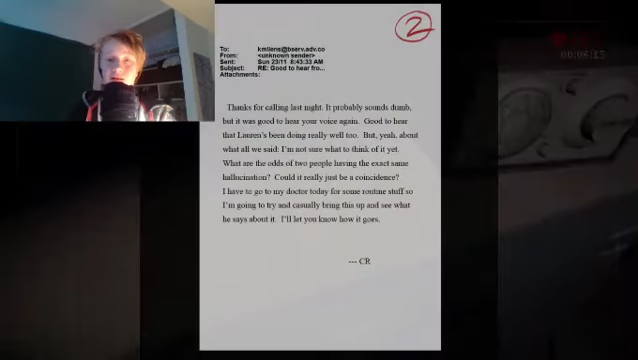 2
To: kmliens@bserv.adv.co
From: <unknown sender>
Sent: Sun 23/11 8:43:33 AM
Subject: RE: Good to hear fro...
Attachments:
Thanks for calling last night. It probably sounds dumb,
but it was good to hear your voice again. Good to hear
that Lauren's been doing really well too. But, yeah, about
what all we said: I'm not sure what to think of it yet.
What are the odds of two people having the exact same
hallucination? Could it really just be a coincidence?
I have to go to my doctor today for some routine stuff so
I'm going to try and casually bring this up and see what
he says about it. I'll let you know how it goes.
--- CR